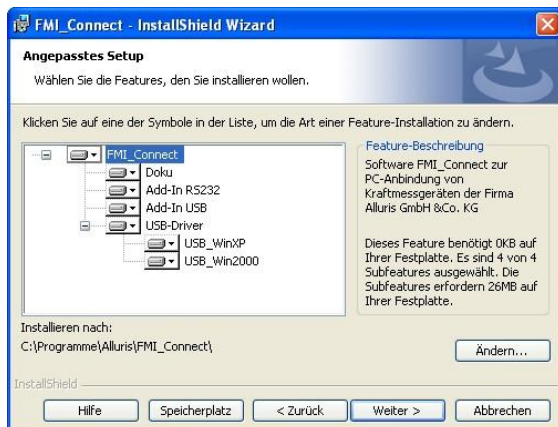 FMI_Connect - InstallShield Wizard
Angepasstes Setup
Wählen Sie die Features, den Sie installieren wollen.
Klicken Sie auf eine der Symbole in der Liste, um die Art einer Feature-Installation zu ändern.
FMI_Connect
Doku
Add-In RS232
Add-In USB
USB-Driver
USB_WinXP
USB_Win2000
Feature-Beschreibung
Software FMI_Connect zur
PC-Anbindung von
Kraftmessgeräten der Firma
Alluris GmbH &Co. KG
Dieses Feature benötigt 0KB auf
Ihrer Festplatte. Es sind 4 von 4
Subfeatures ausgewählt. Die
Subfeatures erfordern 26MB auf
Ihrer Festplatte.
Installieren nach:
C:\Programme\Alluris\FMI_Connect\
Ändern...
InstallShield
Hilfe
Speicherplatz
< Zurück
Weiter >
Abbrechen